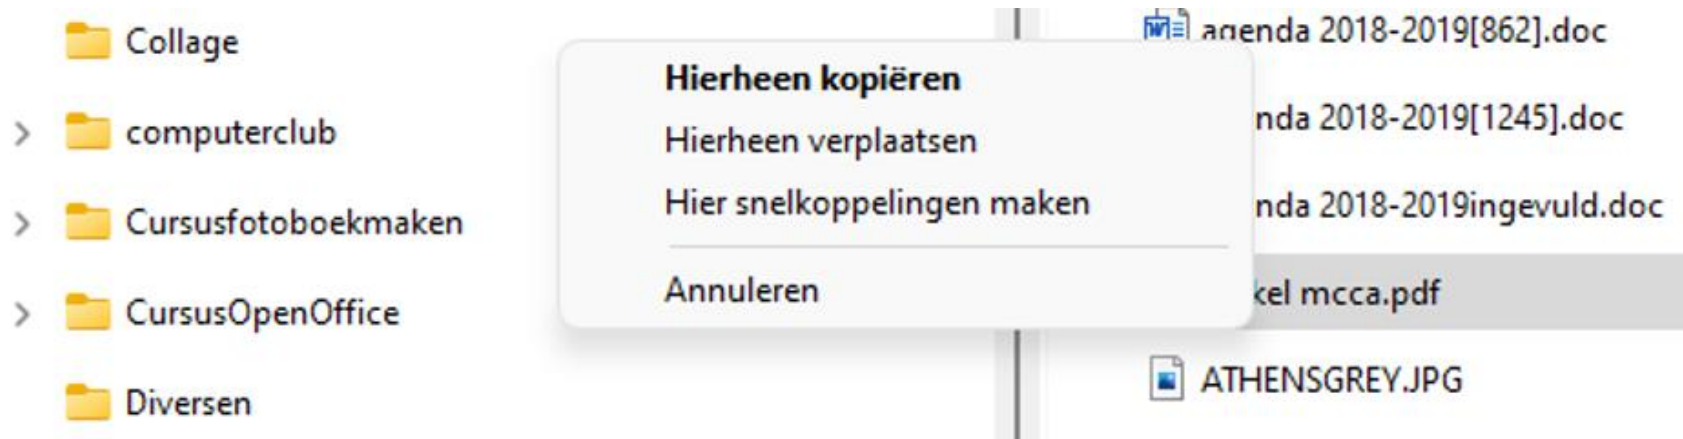 Collage
computerclub
Cursusfotoboekmaken
CursusOpenOffice
Diversen
Hierheen kopiëren
Hierheen verplaatsen
Hier snelkoppelingen maken
Annuleren
agenda 2018-2019[862].doc
nda 2018-2019[1245].doc
nda 2018-2019ingevuld.doc
kel mcca.pdf
ATHENSGREY.JPG